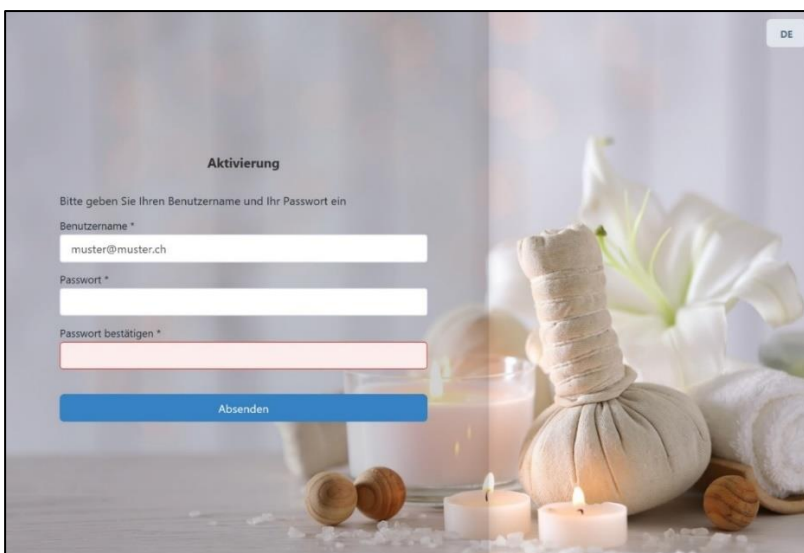 DE
Aktivierung
Bitte geben Sie Ihren Benutzername und Ihr Passwort ein
Benutzername *
muster@muster.ch
Passwort *
Passwort bestätigen *
Absenden